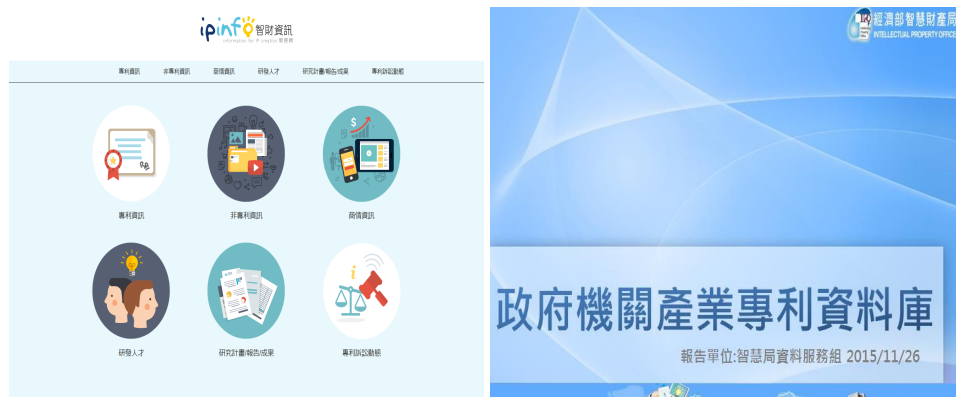 ipinfo 智財資訊
專利資訊 非專利資訊 商情資訊 研發人才 研究計畫/報告/成果 專利訴訟動態
專利資訊 非專利資訊 商情資訊
研發人才 研究計畫/報告/成果 專利訴訟動態
經濟部智慧財產局
INTELLECTUAL PROPERTY OFFICE
政府機關產業專利資料庫
報告單位:智慧局資料服務組 2015/11/26